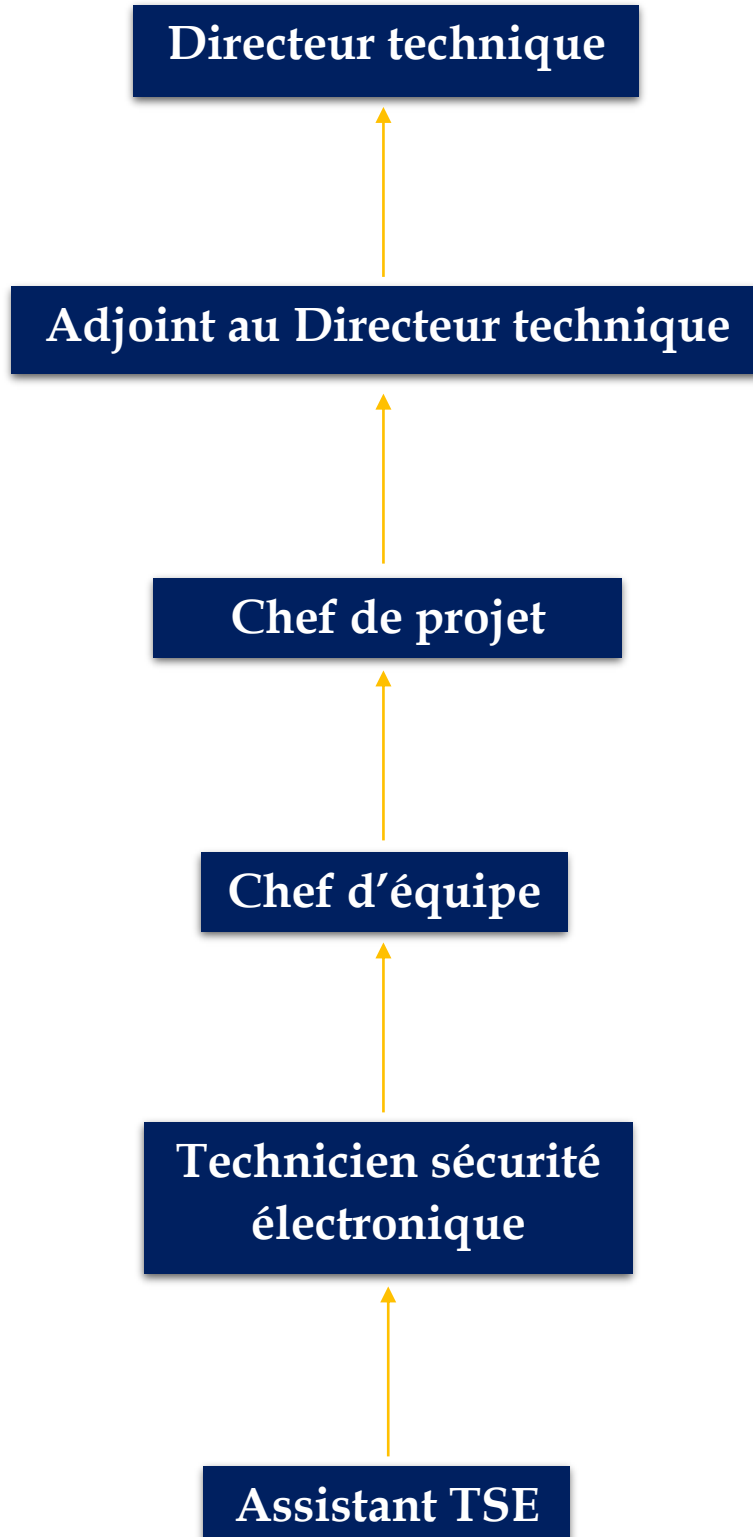 Directeur technique
Adjoint au Directeur technique
Chef de projet
Chef d’équipe
Technicien sécurité
électronique
Assistant TSE